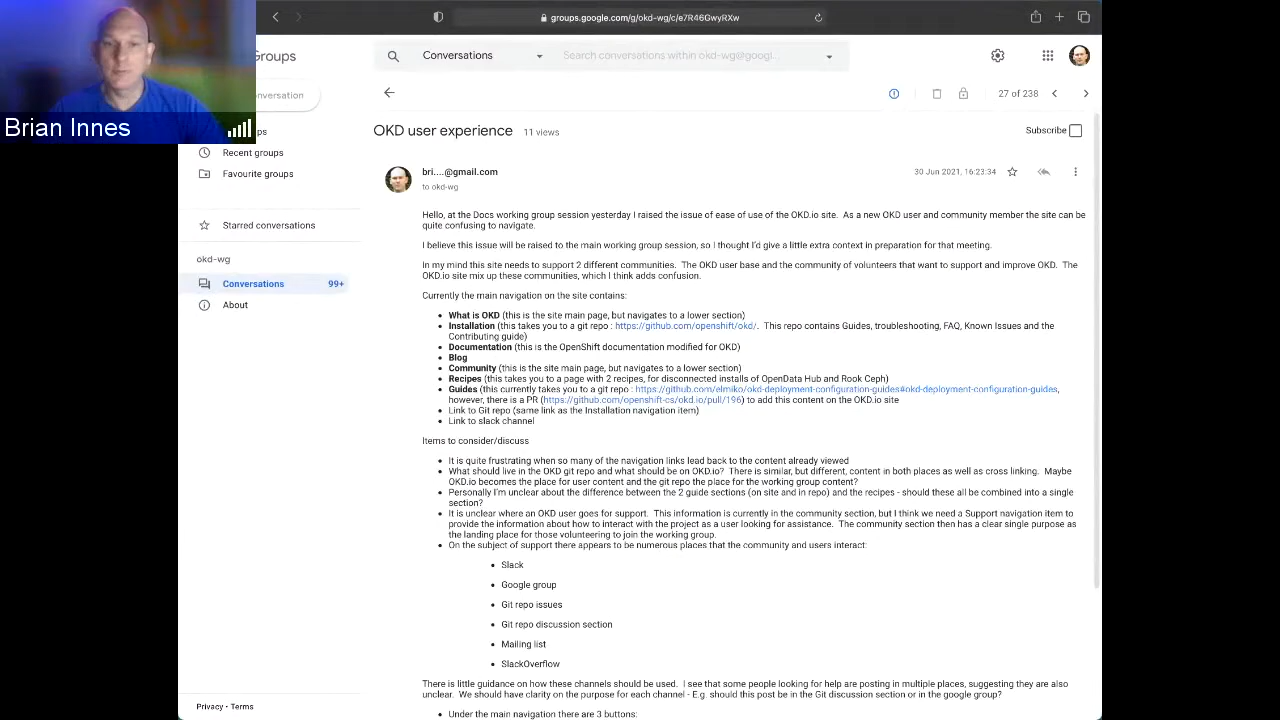 groups.google.com/g/okd-wg/c/e7R46GwyRXw
Groups
Conversations
Search conversations within okd-wg@googl...
27 of 238
Brian Innes
Recent groups
Favourite groups
Starred conversations
okd-wg
Conversations 99+
About
Privacy • Terms
OKD user experience 11 views
Subscribe
bri....@gmail.com
30 Jun 2021, 16:23:34
to okd-wg
Hello, at the Docs working group session yesterday I raised the issue of ease of use of the OKD.io site. As a new OKD user and community member the site can be
quite confusing to navigate.
I believe this issue will be raised to the main working group session, so I thought I'd give a little extra context in preparation for that meeting.
In my mind this site needs to support 2 different communities. The OKD user base and the community of volunteers that want to support and improve OKD. The
OKD.io site mix up these communities, which I think adds confusion.
Currently the main navigation on the site contains:
• What is OKD (this is the site main page, but navigates to a lower section)
• Installation (this takes you to a git repo : https://github.com/openshift/okd/. This repo contains Guides, troubleshooting, FAQ, Known Issues and the
Contributing guide)
• Documentation (this is the OpenShift documentation modified for OKD)
• Blog
• Community (this is the site main page, but navigates to a lower section)
• Recipes (this takes you to a page with 2 recipes, for disconnected installs of OpenData Hub and Rook Ceph)
• Guides (this currently takes you to a git repo : https://github.com/elmiko/okd-deployment-configuration-guides#okd-deployment-configuration-guides,
however, there is a PR (https://github.com/openshift-cs/okd.io/pull/196) to add this content on the OKD.io site
• Link to Git repo (same link as the Installation navigation item)
• Link to slack channel
Items to consider/discuss
• It is quite frustrating when so many of the navigation links lead back to the content already viewed
• What should live in the OKD git repo and what should be on OKD.io? There is similar, but different, content in both places as well as cross linking. Maybe
OKD.io becomes the place for user content and the git repo the place for the working group content?
• Personally I'm unclear about the difference between the 2 guide sections (on site and in repo) and the recipes - should these all be combined into a single
section?
• It is unclear where an OKD user goes for support. This information is currently in the community section, but I think we need a Support navigation item to
provide the information about how to interact with the project as a user looking for assistance. The community section then has a clear single purpose as
the landing place for those volunteering to join the working group.
• On the subject of support there appears to be numerous places that the community and users interact:
• Slack
• Google group
• Git repo issues
• Git repo discussion section
• Mailing list
• SlackOverflow
There is little guidance on how these channels should be used. I see that some people looking for help are posting in multiple places, suggesting they are also
unclear. We should have clarity on the purpose for each channel - E.g. should this post be in the Git discussion section or in the google group?
• Under the main navigation there are 3 buttons: